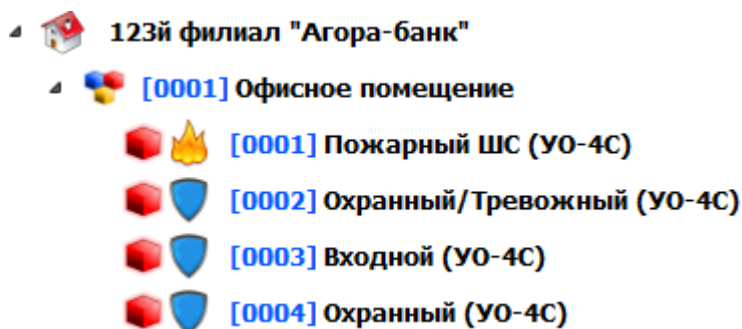 123й филиал "Агора-банк"
[0001] Офисное помещение
[0001] Пожарный ШС (УО-4С)
[0002] Охранный/Тревожный (УО-4С)
[0003] Входной (УО-4С)
[0004] Охранный (УО-4С)